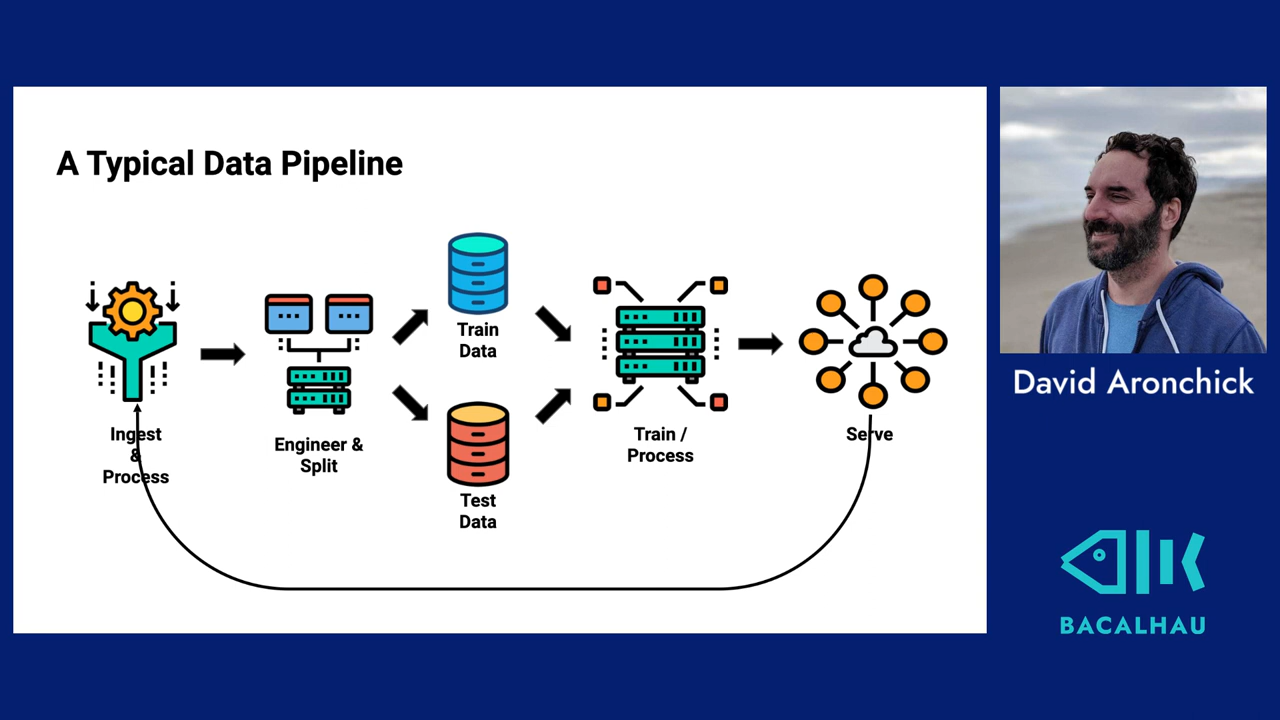 A Typical Data Pipeline
Ingest
&
Process
Engineer &
Split
Train
Data
Test
Data
Train /
Process
Serve
David Aronchick
BACALHAU